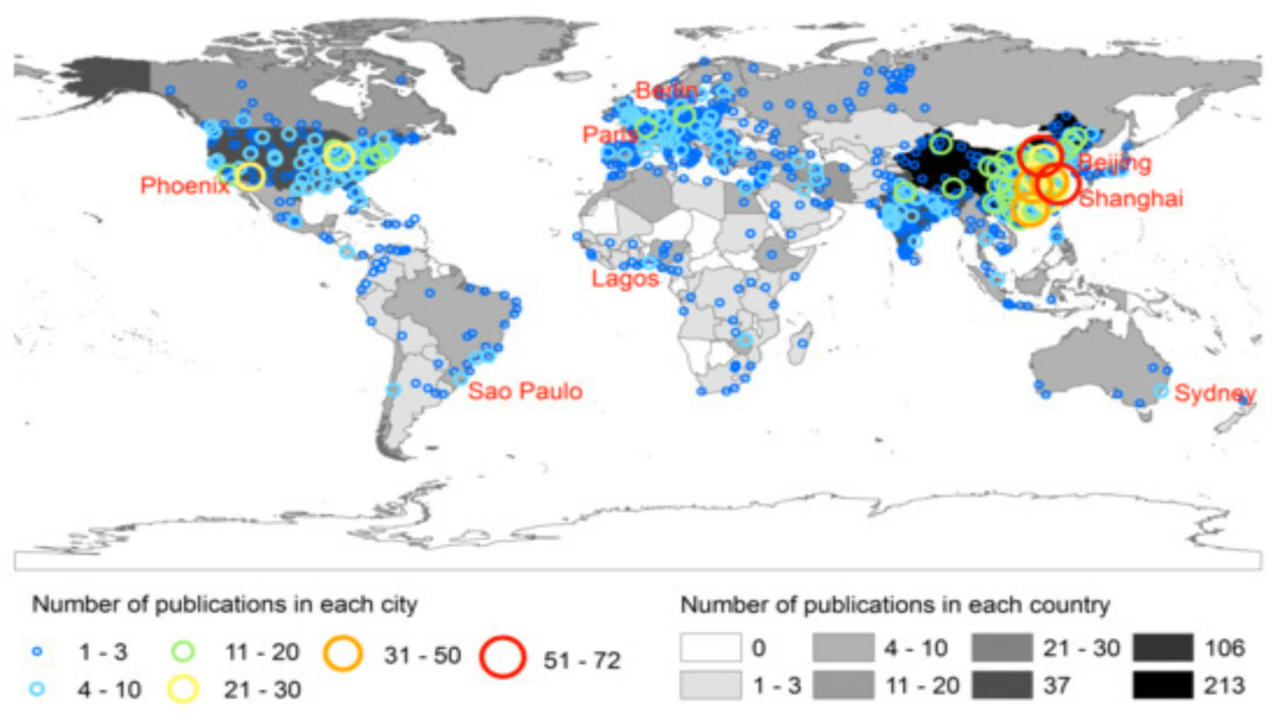 Berlin
Paris
Phoenix
Beijing
Shanghai
Lagos
Sao Paulo
Sydney
Number of publications in each city
1 - 3
11 - 20
31 - 50
51 - 72
4 - 10
21 - 30
Number of publications in each country
0
4 - 10
21 - 30
106
1 - 3
11 - 20
37
213